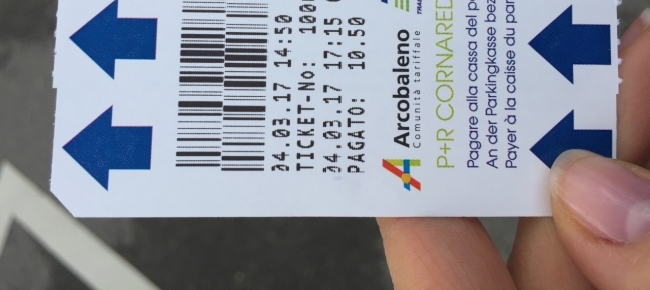 04.03.17 14:50
TICKET-No:
04.03.17 17:15
PAGATO: 10.50
Arcobaleno
Comunità tariffale
P+R CORNARED
Pagare alla cassa del
An der Parkingkasse
Payer à la caisse du